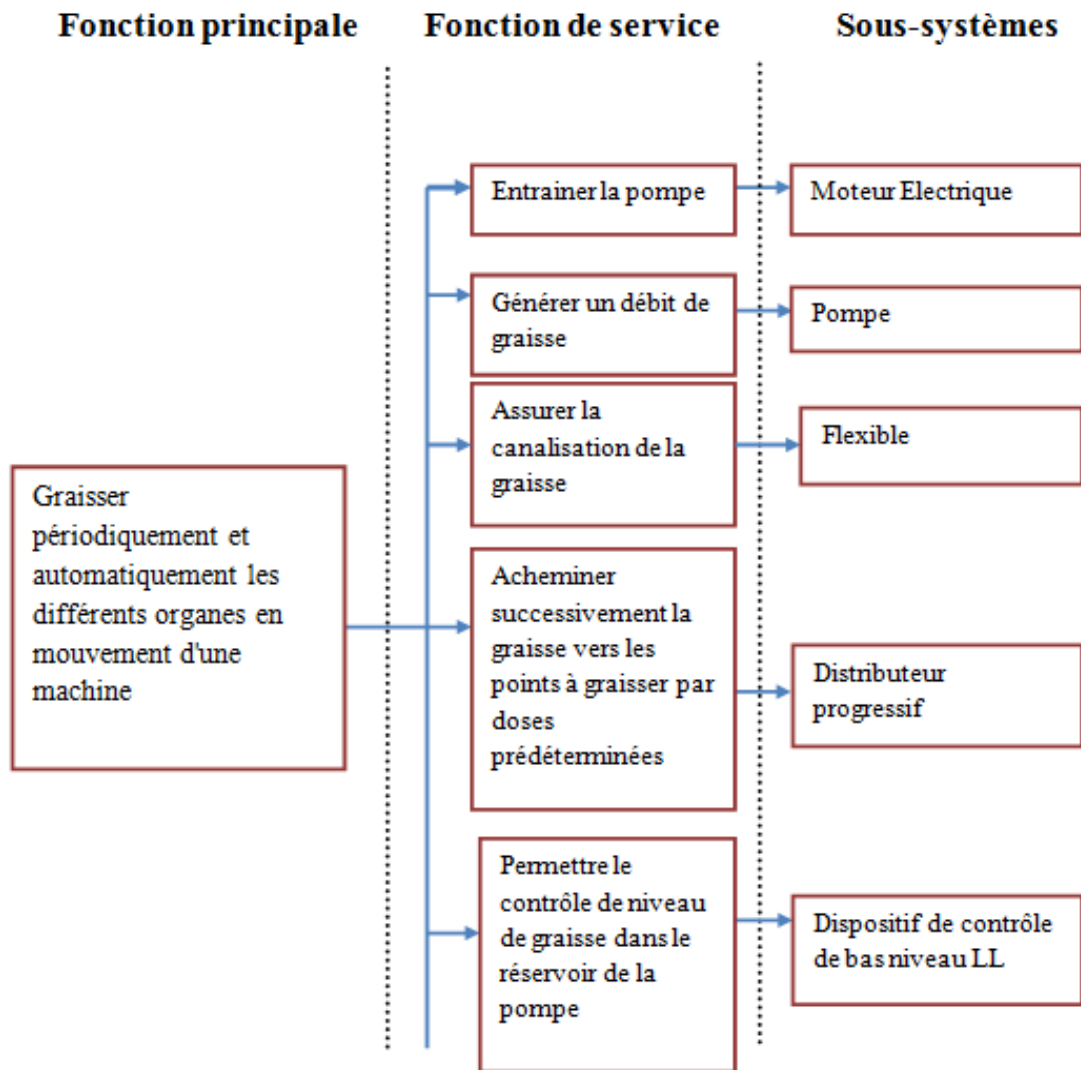 Fonction principale
Fonction de service
Sous-systèmes
Graisser
périodiquement et
automatiquement les
différents organes en
mouvement d'une
machine
Entrainer la pompe
Moteur Electrique
Générer un débit de
graisse
Pompe
Assurer la
canalisation de la
graisse
Flexible
Acheminer
successivement la
graisse vers les
points à graisser par
doses
prédéterminées
Distributeur
progressif
Permettre le
contrôle de niveau
de graisse dans le
réservoir de la
pompe
Dispositif de contrôle
de bas niveau LL